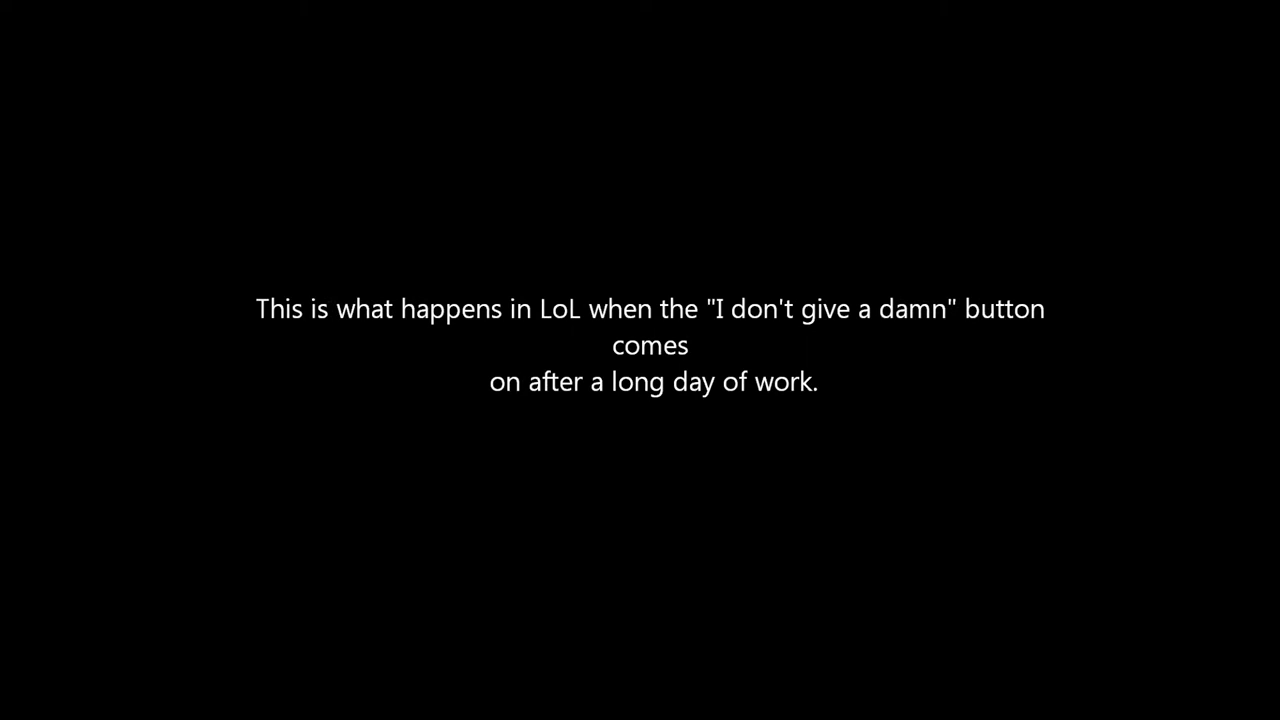 This is what happens in LoL when the "I don't give a damn" button
comes
on after a long day of work.